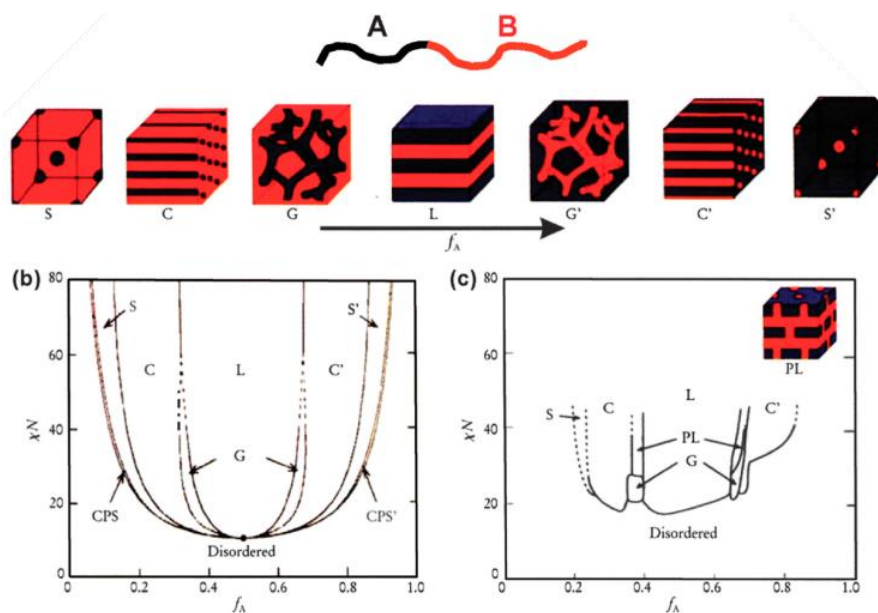 A B
S C G L G' C' S'
fA
(b) 80 60 40 20 0
χN
S S'
C L C'
G
CPS CPS'
Disordered
0 0.2 0.4 0.6 0.8 1.0
fA
(c) 80 60 40 20 0
χN
PL
L
S C C'
PL
G
Disordered
0.2 0.4 0.6 0.8 1.0
fA